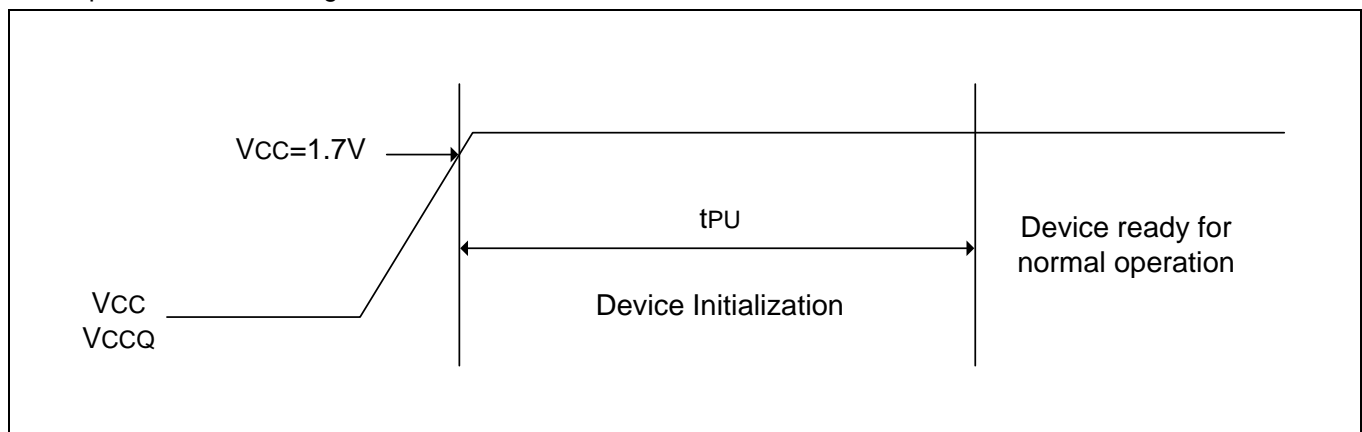 VCC=1.7V
tPU
Device ready for
normal operation
VCC
VCCQ
Device Initialization